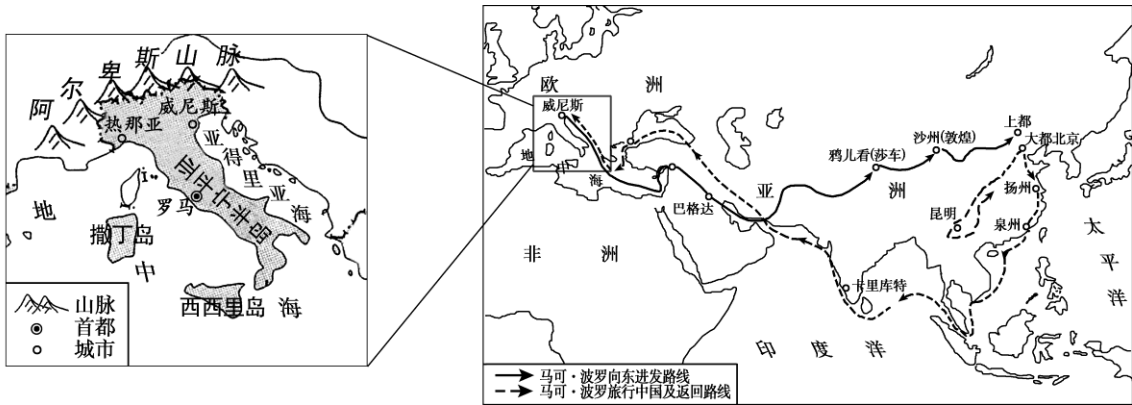 阿尔卑斯山脉
威尼斯
热那亚
亚得里亚海
亚平宁半岛
罗马
地中海
撒丁岛
西西里岛
山脉
首都
城市
欧洲
威尼斯
地中海
上都
大都北京
沙州(敦煌)
鸦儿看(莎车)
亚洲
扬州
巴格达
昆明
泉州
太平洋
非洲
卡里库特
印度洋
马可·波罗向东进发路线
马可·波罗旅行中国及返回路线